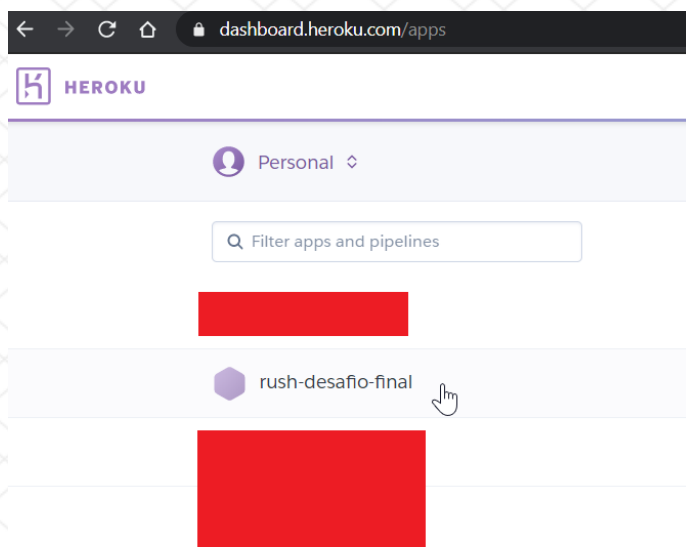 dashboard.heroku.com/apps
HEROKU
Personal
Filter apps and pipelines
rush-desafio-final